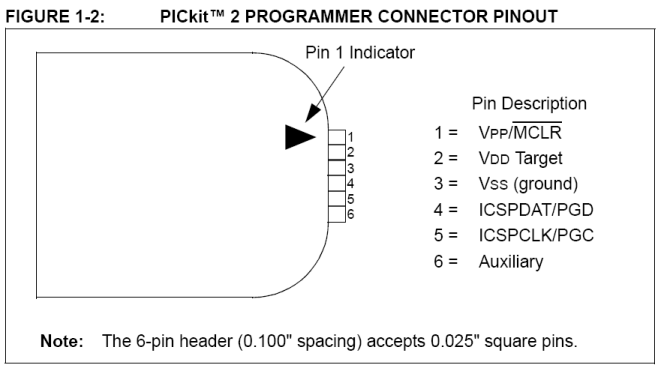 FIGURE 1-2: PICkit™ 2 PROGRAMMER CONNECTOR PINOUT
Pin 1 Indicator
Pin Description
1
2
3
4
5
6
1 = VPP/MCLR
2 = VDD Target
3 = VSS (ground)
4 = ICSPDAT/PGD
5 = ICSPCLK/PGC
6 = Auxiliary
Note: The 6-pin header (0.100" spacing) accepts 0.025" square pins.